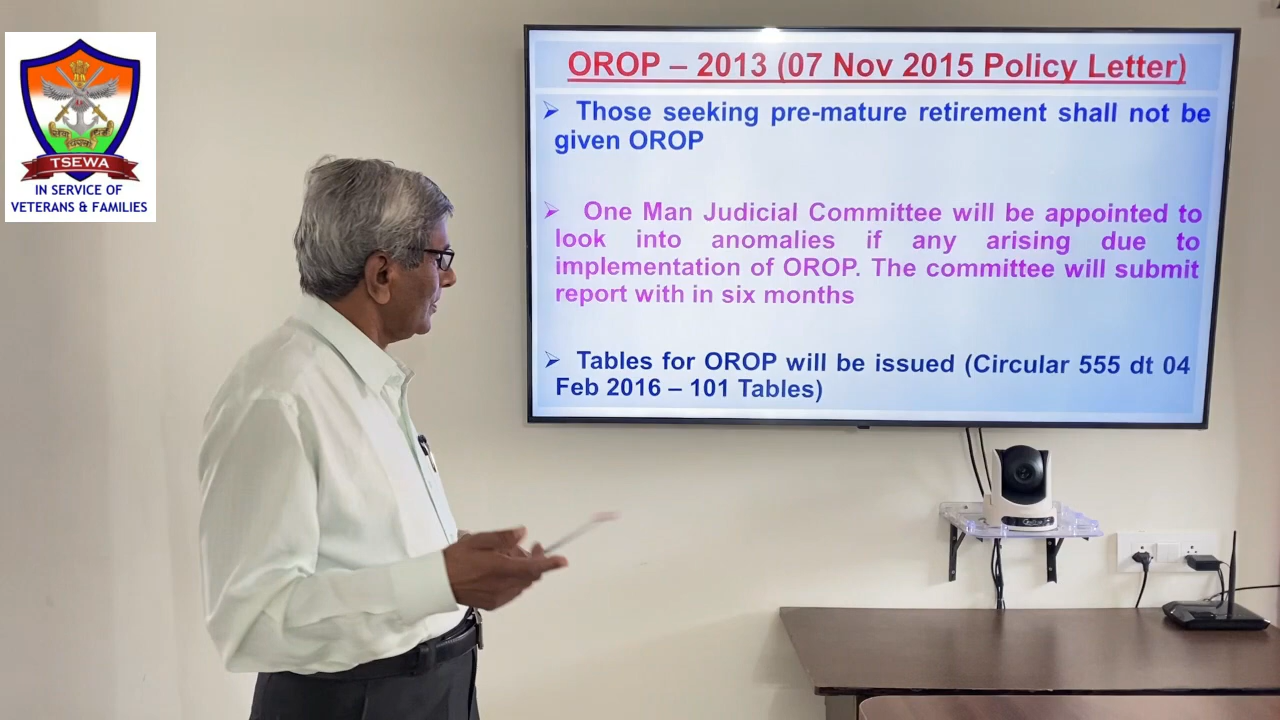 TSEWA
IN SERVICE OF
VETERANS & FAMILIES
OROP – 2013 (07 Nov 2015 Policy Letter)
➢ Those seeking pre-mature retirement shall not be
given OROP
➢ One Man Judicial Committee will be appointed to
look into anomalies if any arising due to
implementation of OROP. The committee will submit
report with in six months
➢ Tables for OROP will be issued (Circular 555 dt 04
Feb 2016 – 101 Tables)